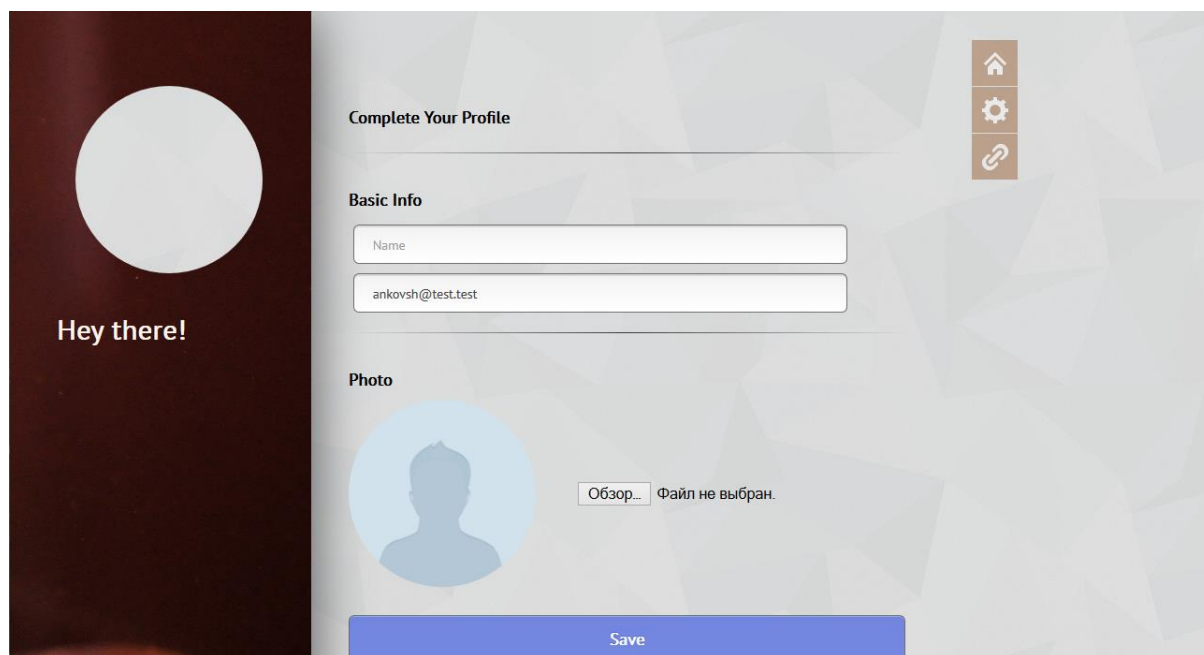 Complete Your Profile
Basic Info
Name
ankovsh@test.test
Hey there!
Photo
Обзор... Файл не выбран.
Save